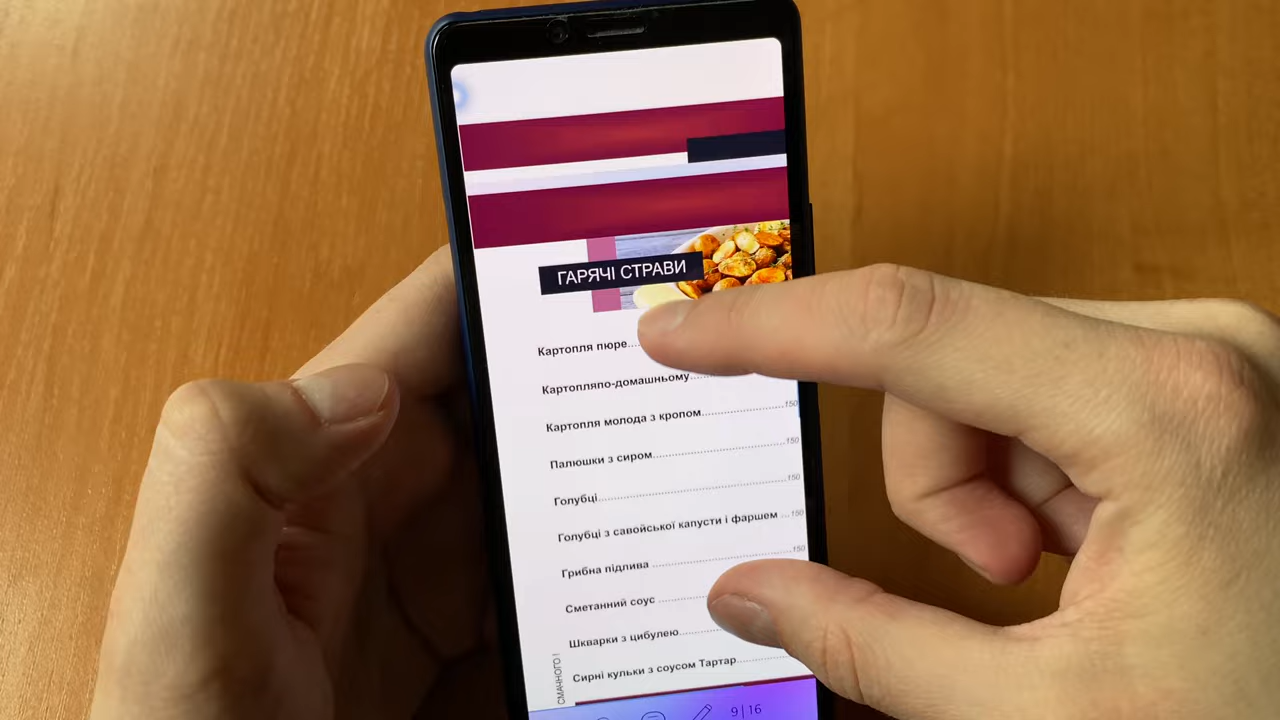 ГАРЯЧІ СТРАВИ
Картопля пюре...
Картопляпо-домашньому...........
Картопля молода з кропом........................150
Палюшки з сиром.......................................150
Голубці........................................................150
Голубці з савойської капусти і фаршем ...150
Грибна підлива ..........................................150
Сметанний соус ................
Шкварки з цибулею.........
Сирні кульки з соусом Тартар...............
СМАЧНОГО !
9|16